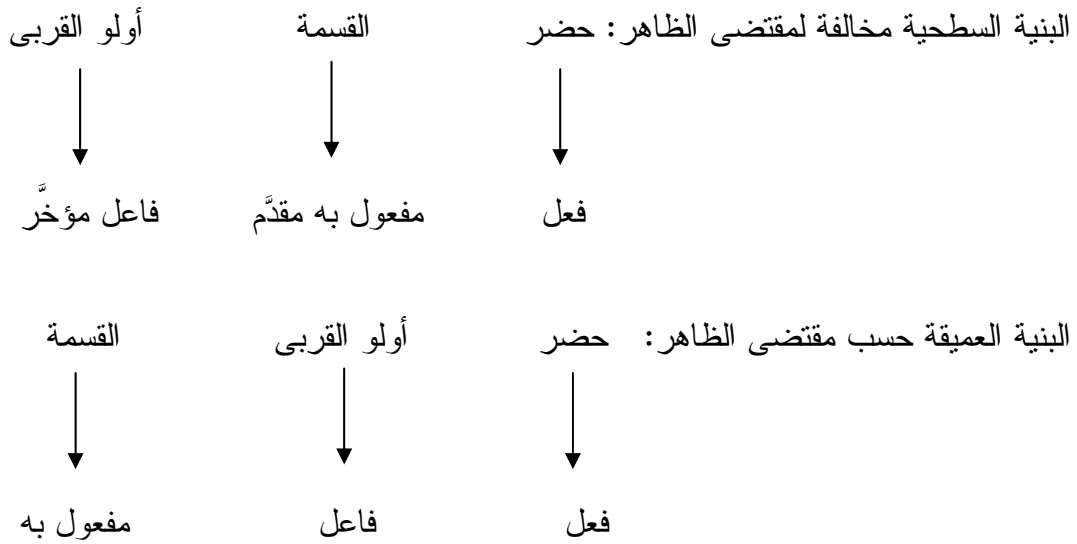 البنية السطحية مخالفة لمقتضى الظاهر: حضر القسمة أولو القربى
فعل مفعول به مقدَّم فاعل مؤخَّر
البنية العميقة حسب مقتضى الظاهر: حضر أولو القربى القسمة
فعل فاعل مفعول به